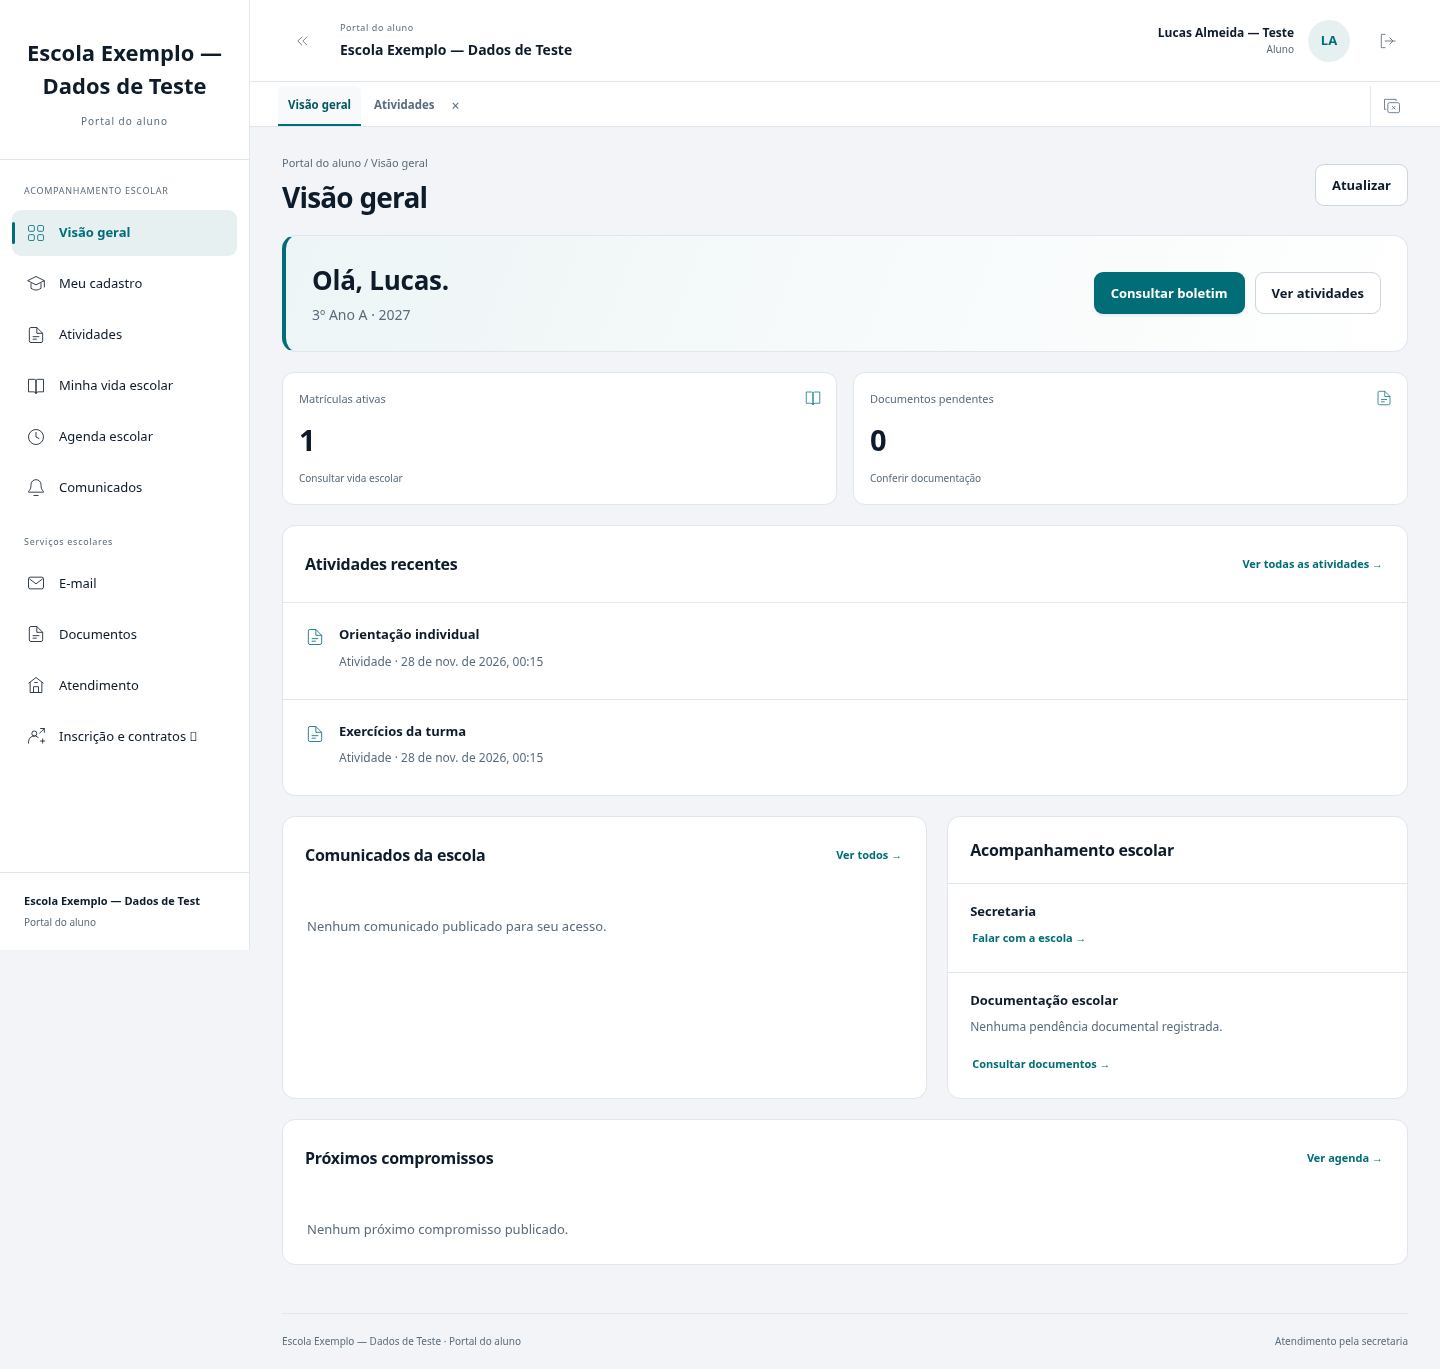 Escola Exemplo —
Dados de Teste
Portal do aluno
ACOMPANHAMENTO ESCOLAR
Visão geral
Meu cadastro
Atividades
Minha vida escolar
Agenda escolar
Comunicados
Serviços escolares
E-mail
Documentos
Atendimento
Inscrição e contratos
Escola Exemplo — Dados de Test
Portal do aluno
Portal do aluno
Escola Exemplo — Dados de Teste
Lucas Almeida — Teste
Aluno
LA
Visão geral
Atividades ×
Portal do aluno / Visão geral
Visão geral
Atualizar
Olá, Lucas.
3º Ano A · 2027
Consultar boletim
Ver atividades
Matrículas ativas
1
Consultar vida escolar
Documentos pendentes
0
Conferir documentação
Atividades recentes
Ver todas as atividades →
Orientação individual
Atividade · 28 de nov. de 2026, 00:15
Exercícios da turma
Atividade · 28 de nov. de 2026, 00:15
Comunicados da escola
Ver todos →
Nenhum comunicado publicado para seu acesso.
Acompanhamento escolar
Secretaria
Falar com a escola →
Documentação escolar
Nenhuma pendência documental registrada.
Consultar documentos →
Próximos compromissos
Ver agenda →
Nenhum próximo compromisso publicado.
Escola Exemplo — Dados de Teste · Portal do aluno
Atendimento pela secretaria